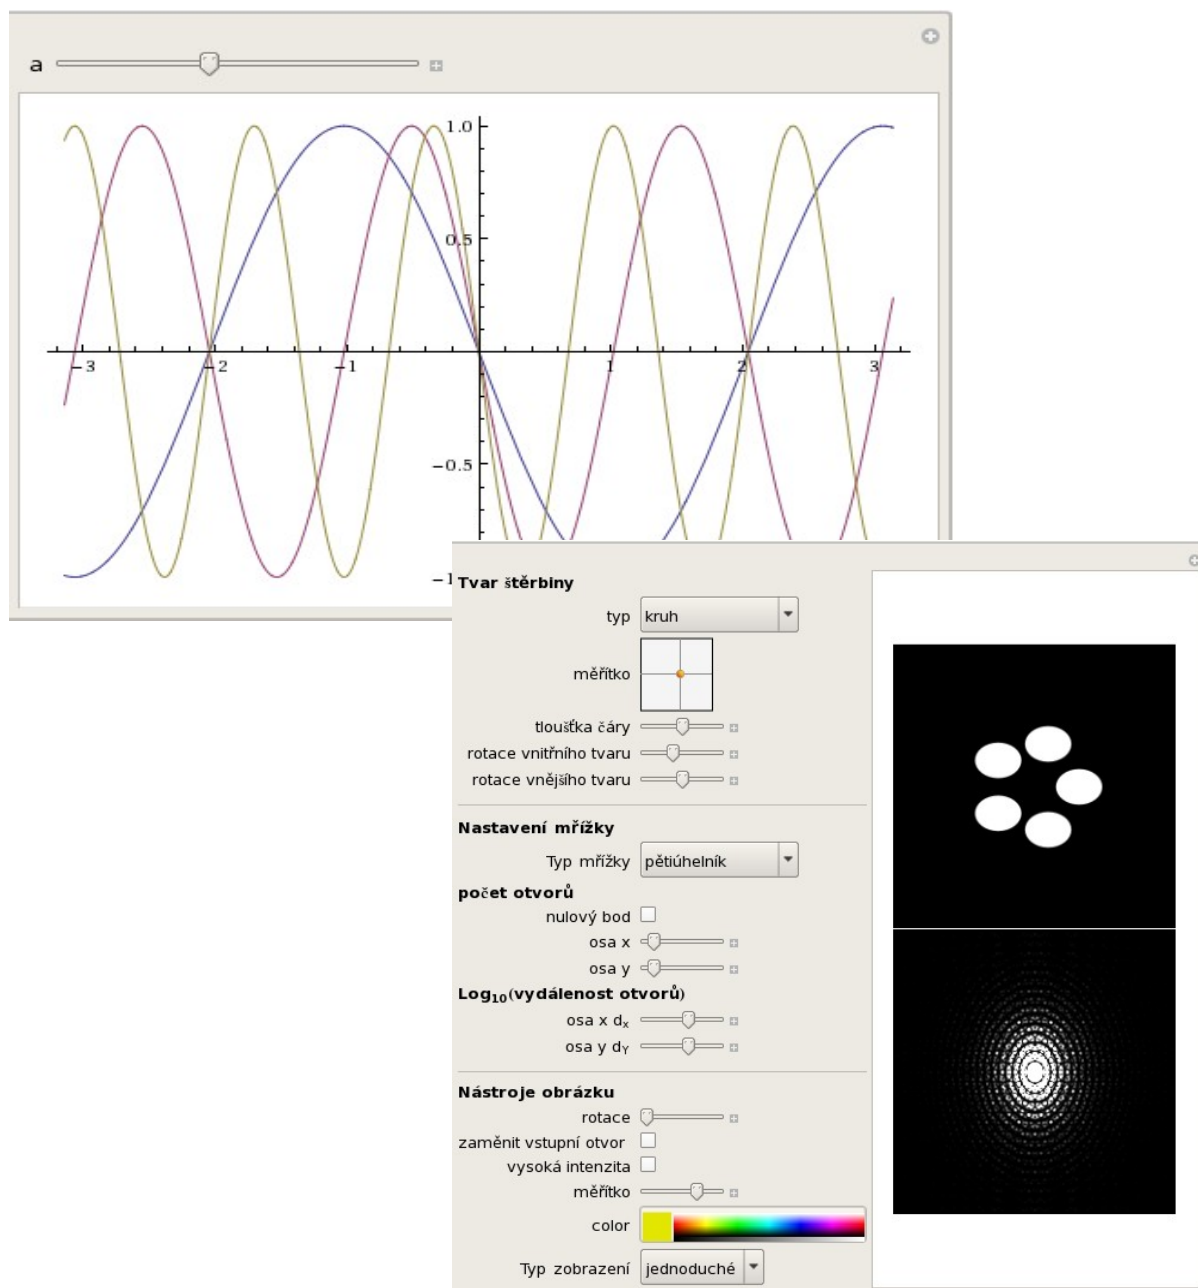 a
1.0
0.5
−3 −2 −1 1 2 3
−0.5
−1
Tvar štěrbiny
typ kruh
měřítko
tloušťka čáry
rotace vnitřního tvaru
rotace vnějšího tvaru
Nastavení mřížky
Typ mřížky pětiúhelník
počet otvorů
nulový bod
osa x
osa y
Log₁₀(vydálenost otvorů)
osa x dₓ
osa y dY
Nástroje obrázku
rotace
zaměnit vstupní otvor
vysoká intenzita
měřítko
color
Typ zobrazení jednoduché